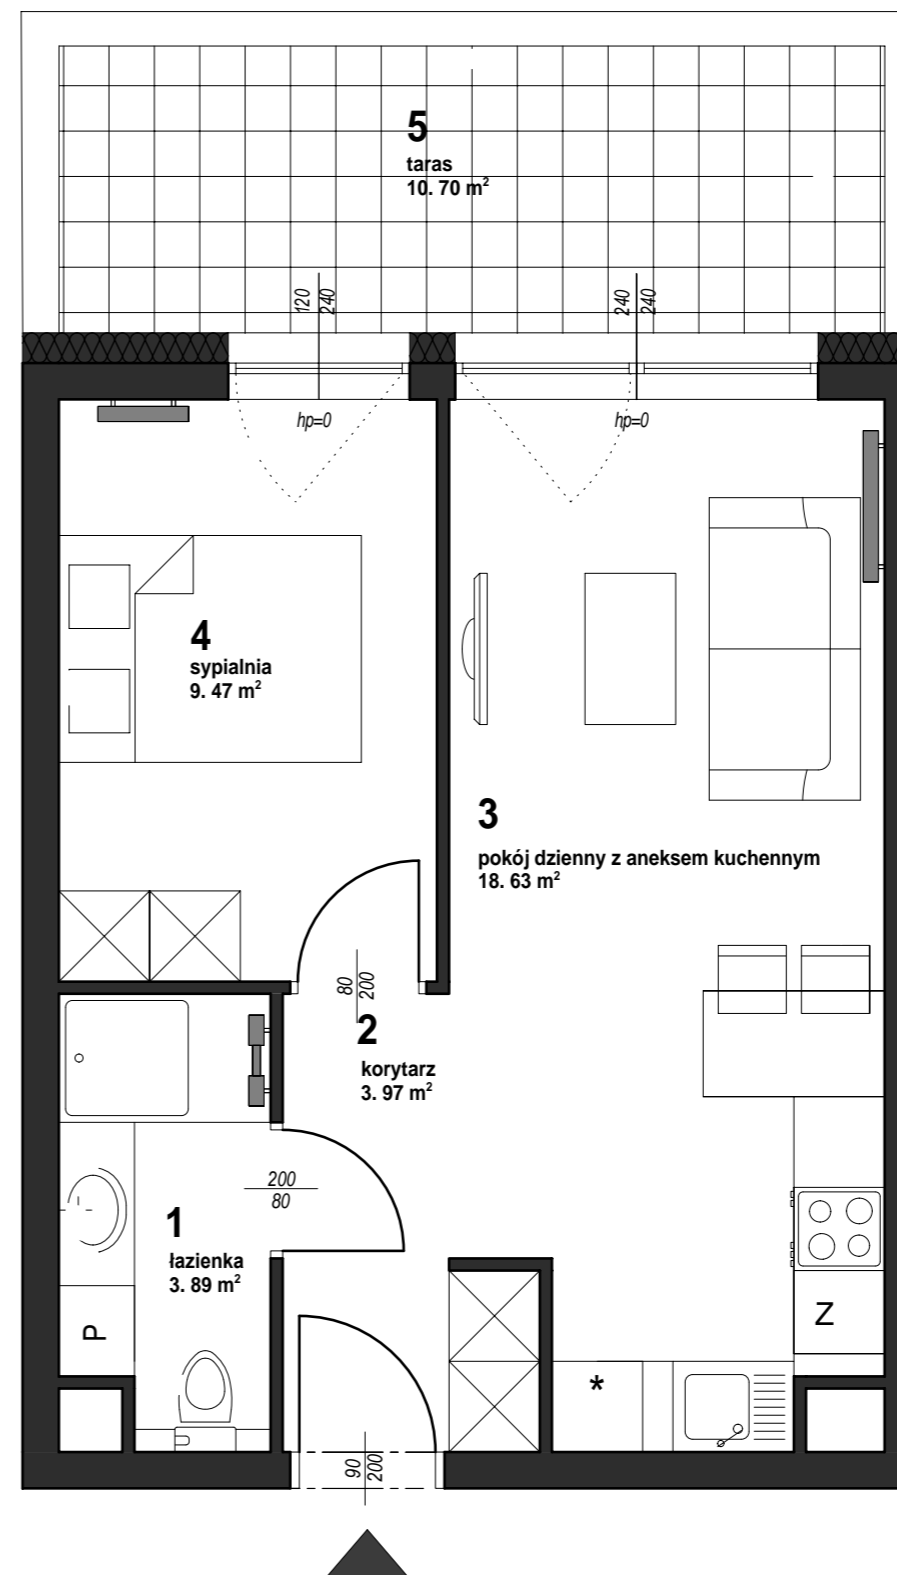 5
taras
10. 70 m²
120
240
240
240
hp=0
hp=0
4
sypialnia
9. 47 m²
3
pokój dzienny z aneksem kuchennym
18. 63 m²
80
200
2
korytarz
3. 97 m²
200
80
1
łazienka
3. 89 m²
P
Z
*
90
200